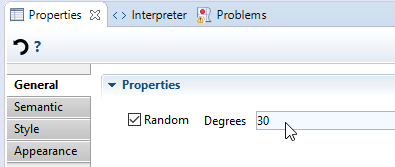 Properties Interpreter Problems
?
General
Semantic
Style
Appearance
Properties
Random Degrees 30